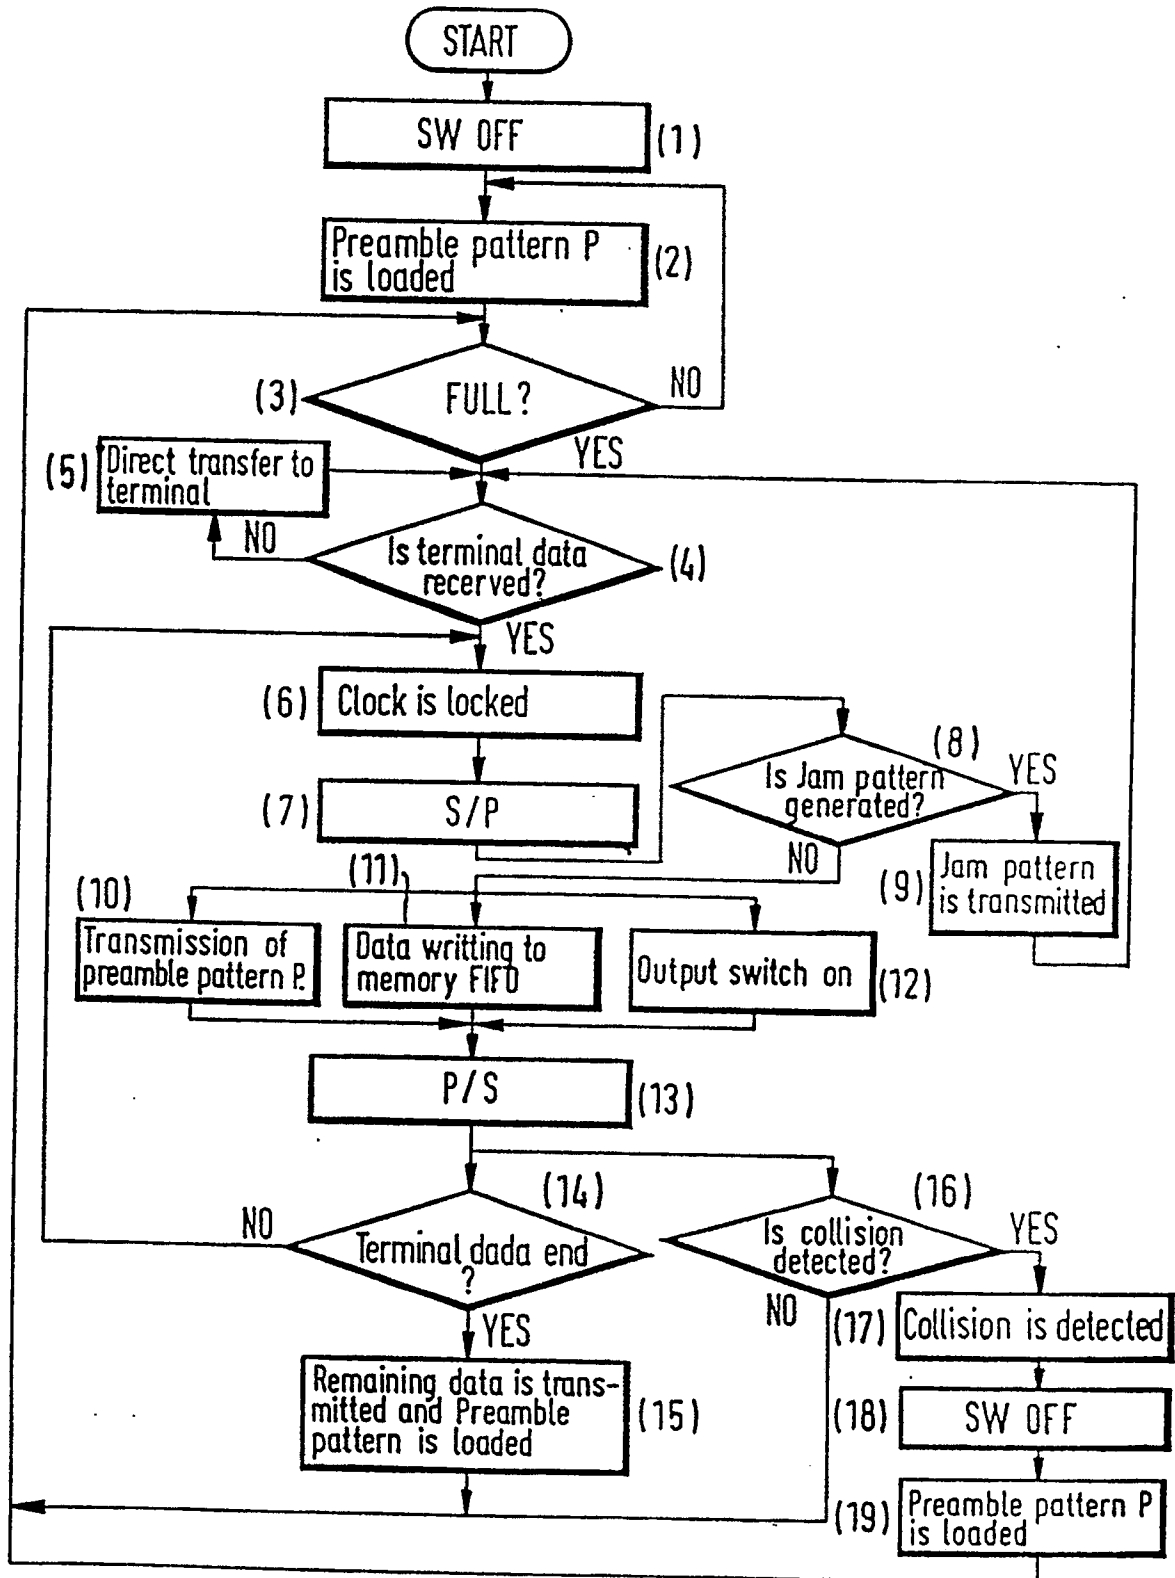 START
SW OFF
(1)
Preamble pattern P
is loaded
(2)
(3)
FULL?
NO
YES
(5)
Direct transfer to
terminal
NO
Is terminal data
recerved?
(4)
YES
(6)
Clock is locked
(7)
S/P
(8)
Is Jam pattern
generated?
YES
NO
(9)
Jam pattern
is transmitted
(10)
Transmission of
preamble pattern P.
(11)
Data writting to
memory FIFO
Output switch on
(12)
P/S
(13)
(14)
Terminal dada end
?
NO
YES
(16)
Is collision
detected?
YES
NO
(17)
Collision is detected
Remaining data is trans-
mitted and Preamble
pattern is loaded
(15)
(18)
SW OFF
(19)
Preamble pattern P
is loaded